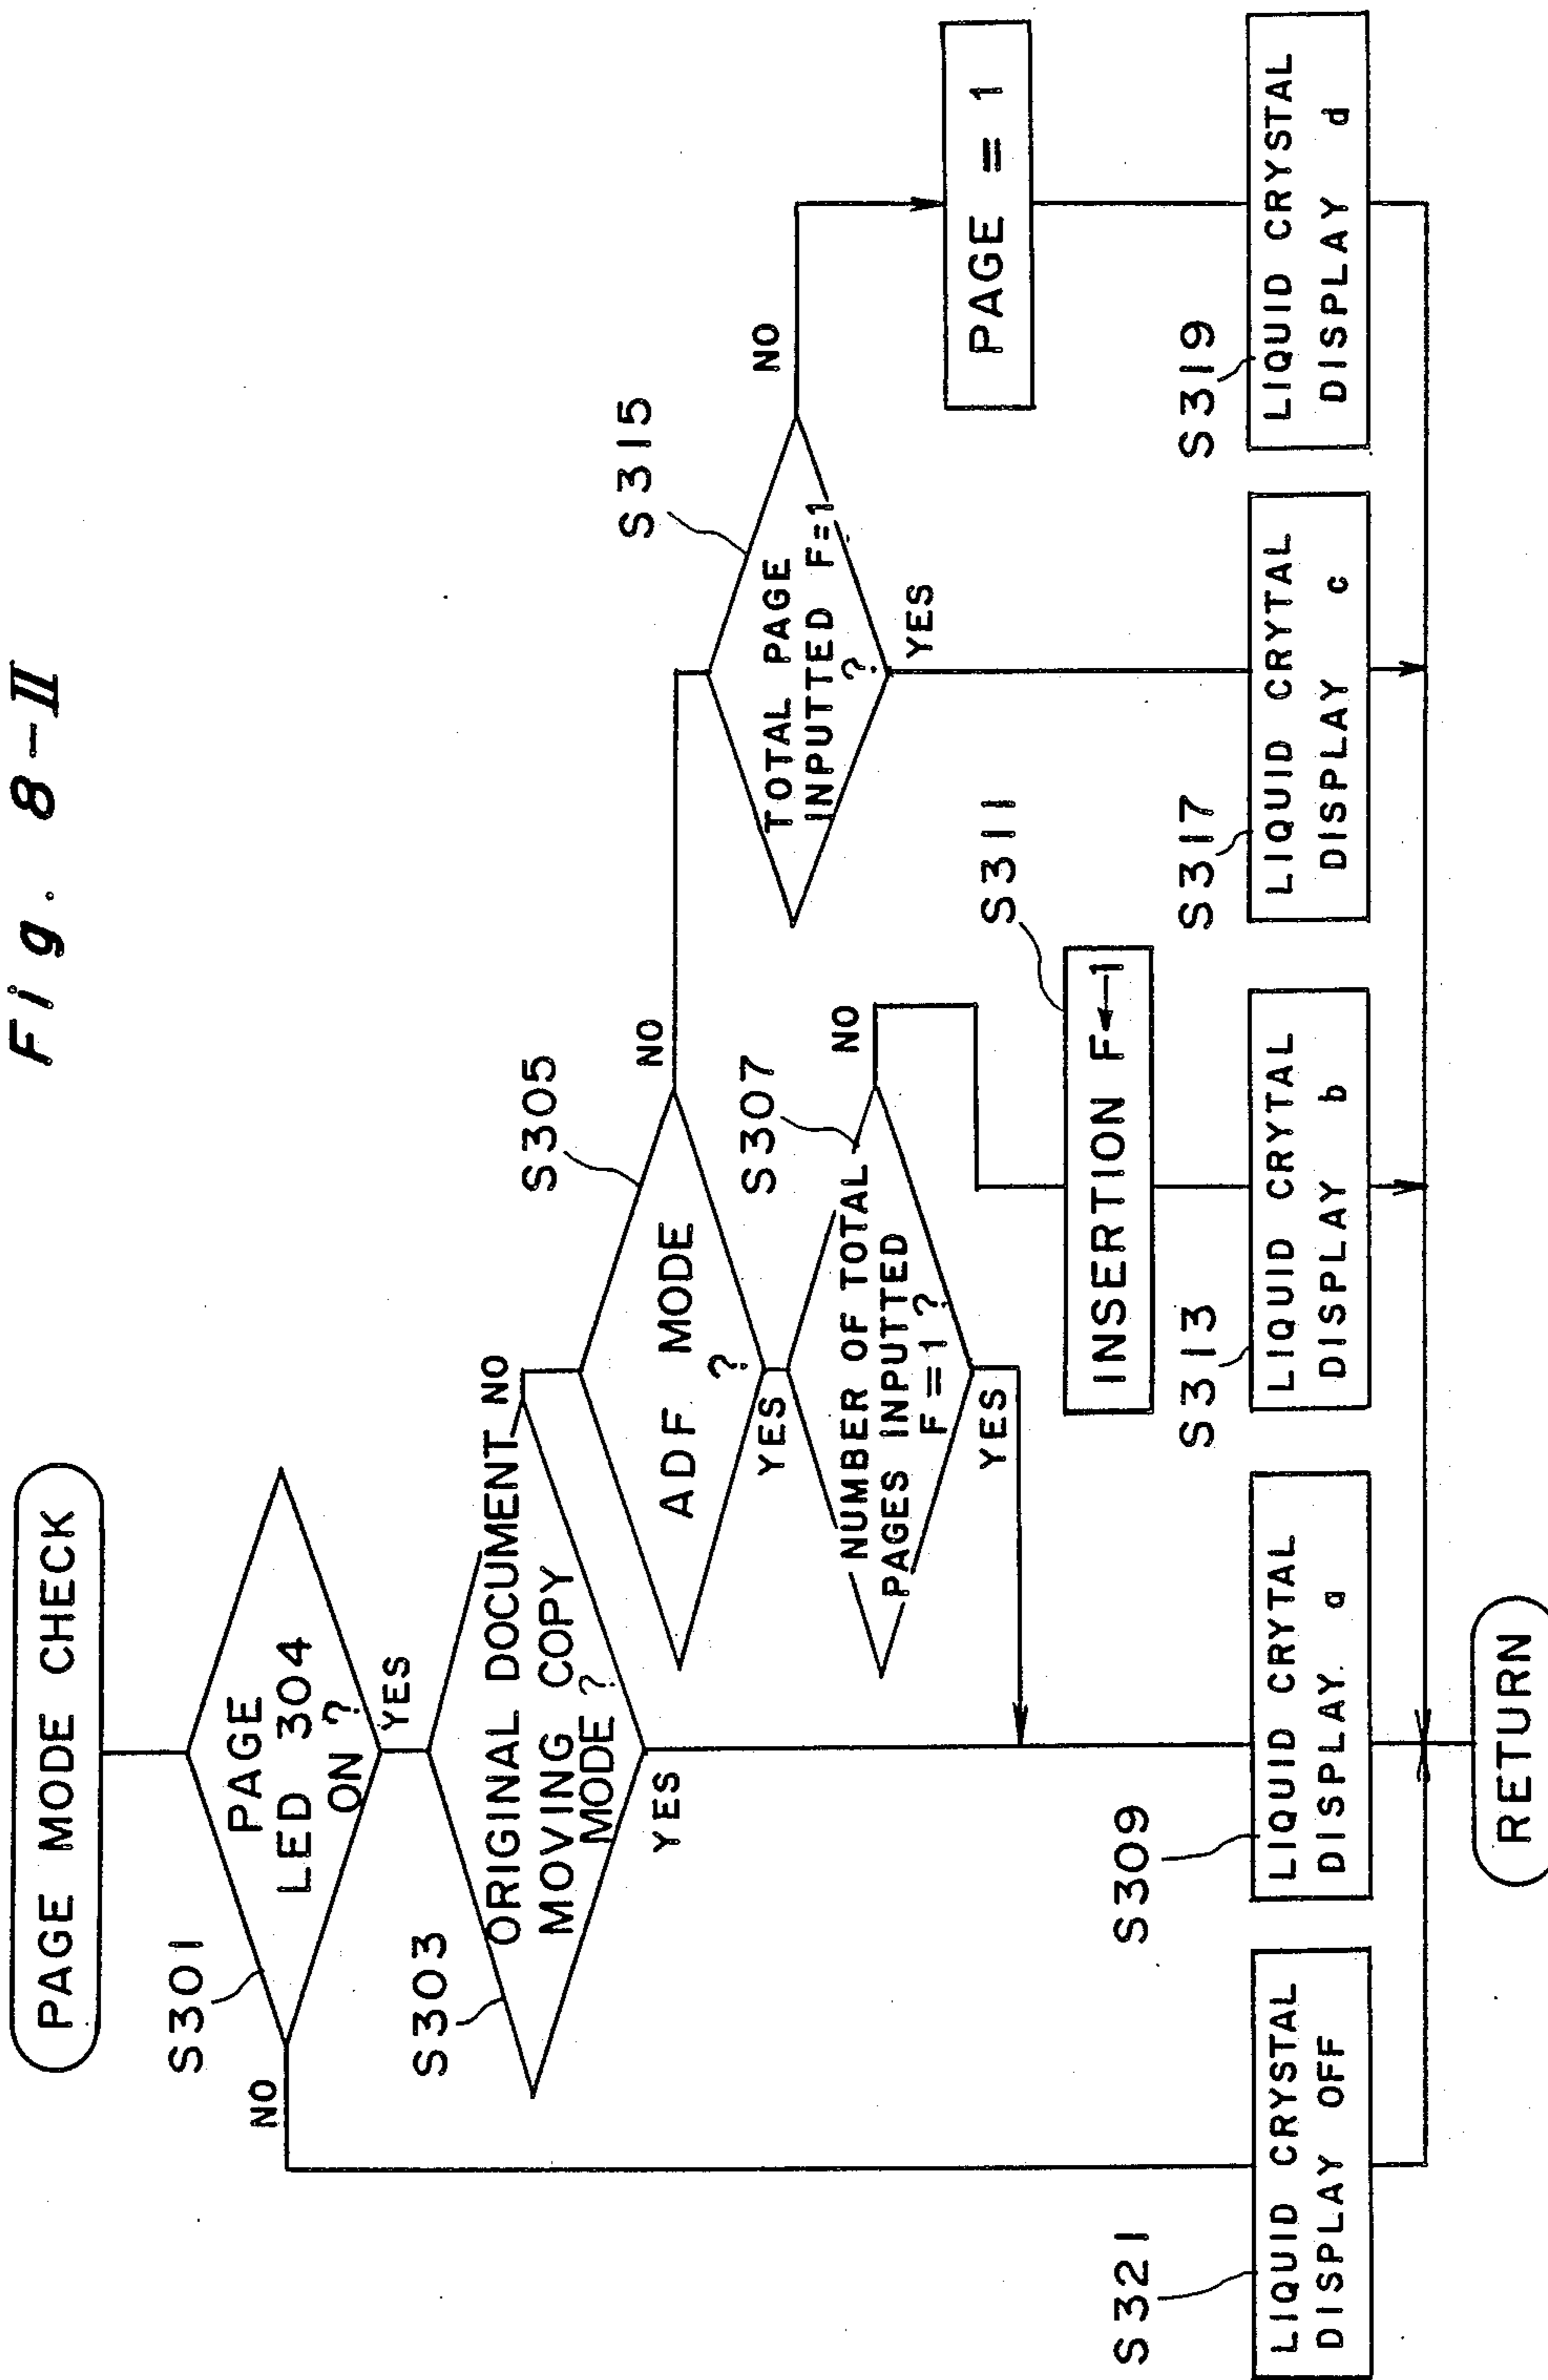 Fig. 8-II
PAGE MODE CHECK
S301
PAGE
LED 304
ON ?
NO
YES
S303
ORIGINAL DOCUMENT
MOVING COPY
MODE ?
NO
YES
S305
ADF MODE
?
NO
YES
S307
NUMBER OF TOTAL
PAGES INPUTTED
F=1 ?
NO
YES
S315
TOTAL PAGE
INPUTTED F=1
?
NO
YES
S311
INSERTION F←1
PAGE = 1
S321
LIQUID CRYSTAL
DISPLAY OFF
S309
LIQUID CRYTAL
DISPLAY. a
S313
LIQUID CRYTAL
DISPLAY b
S317
LIQUID CRYTAL
DISPLAY c
S319
LIQUID CRYSTAL
DISPLAY d
RETURN